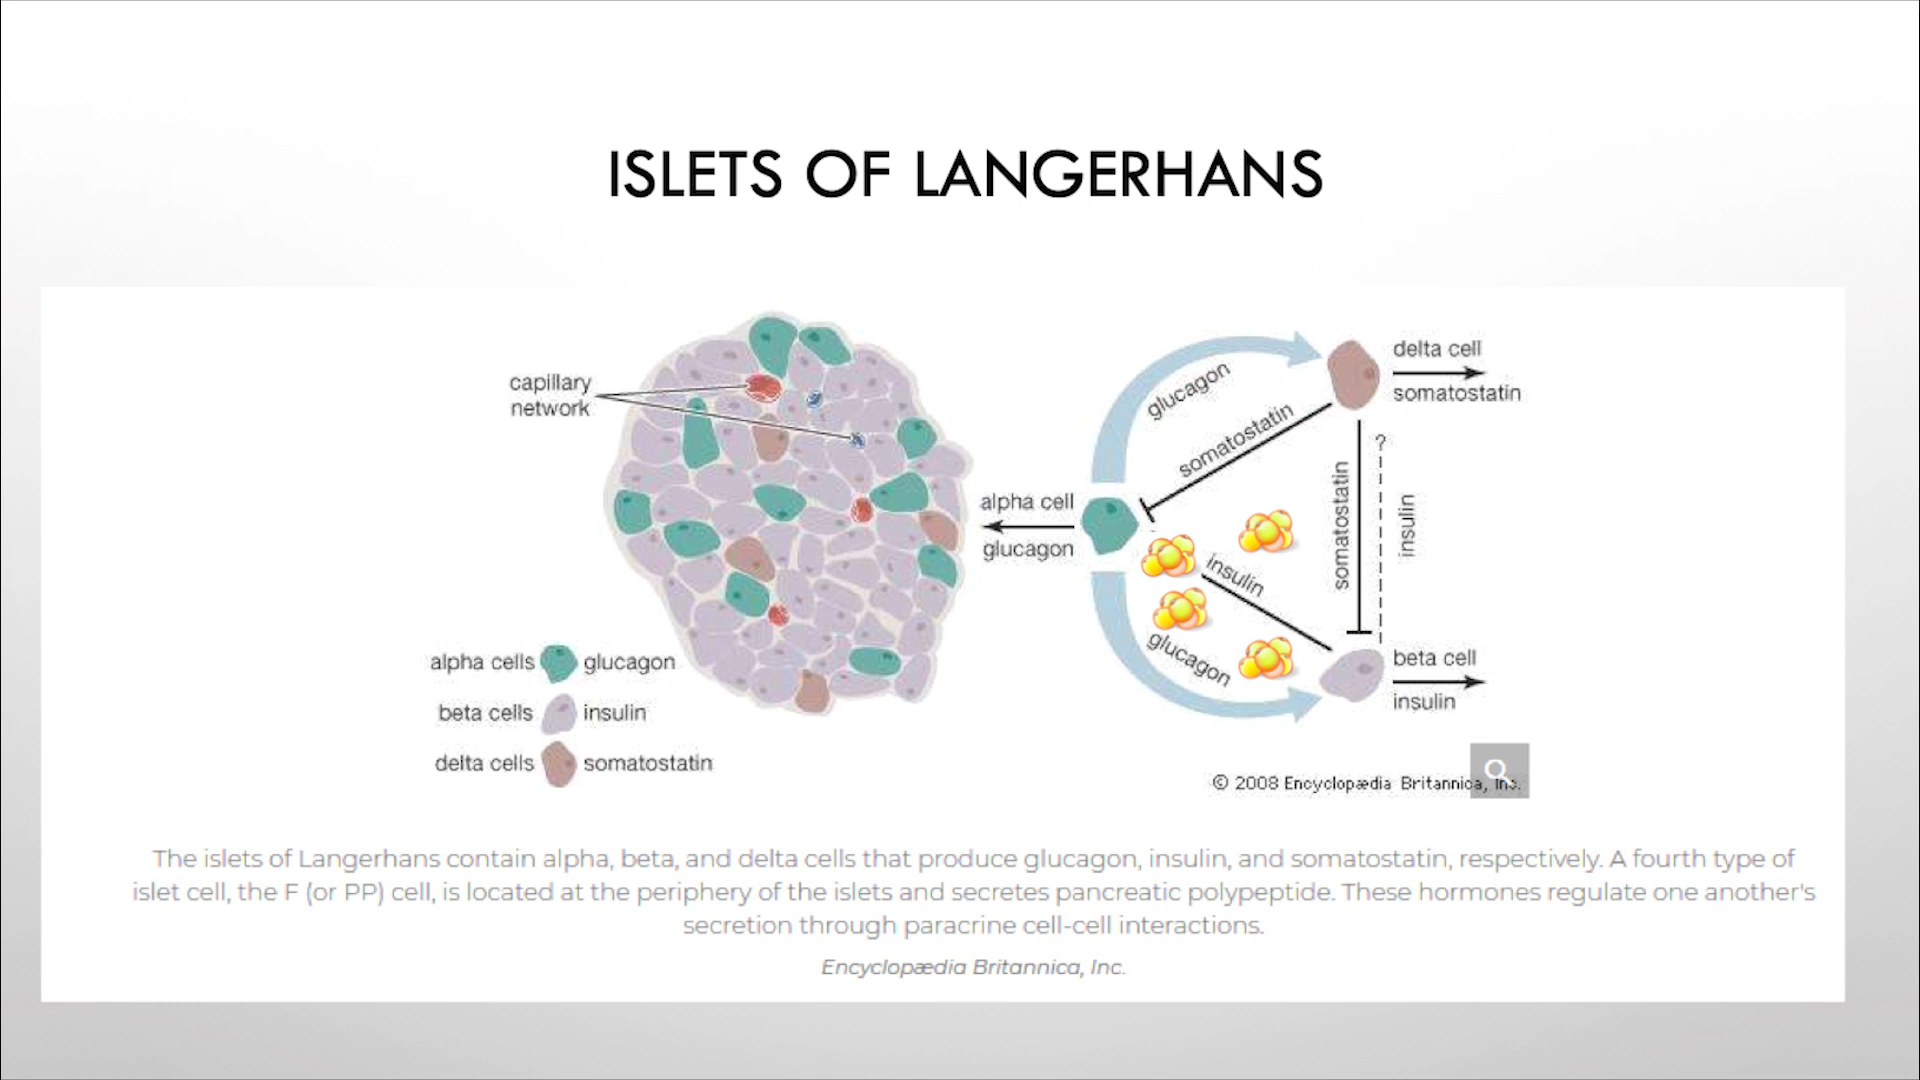 ISLETS OF LANGERHANS
capillary
network
alpha cells glucagon
beta cells insulin
delta cells somatostatin
glucagon
delta cell
somatostatin
somatostatin
?
somatostatin
insulin
alpha cell
glucagon
insulin
glucagon
beta cell
insulin
© 2008 Encyclopædia Britannica, Inc.
The islets of Langerhans contain alpha, beta, and delta cells that produce glucagon, insulin, and somatostatin, respectively. A fourth type of
islet cell, the F (or PP) cell, is located at the periphery of the islets and secretes pancreatic polypeptide. These hormones regulate one another's
secretion through paracrine cell-cell interactions.
Encyclopædia Britannica, Inc.